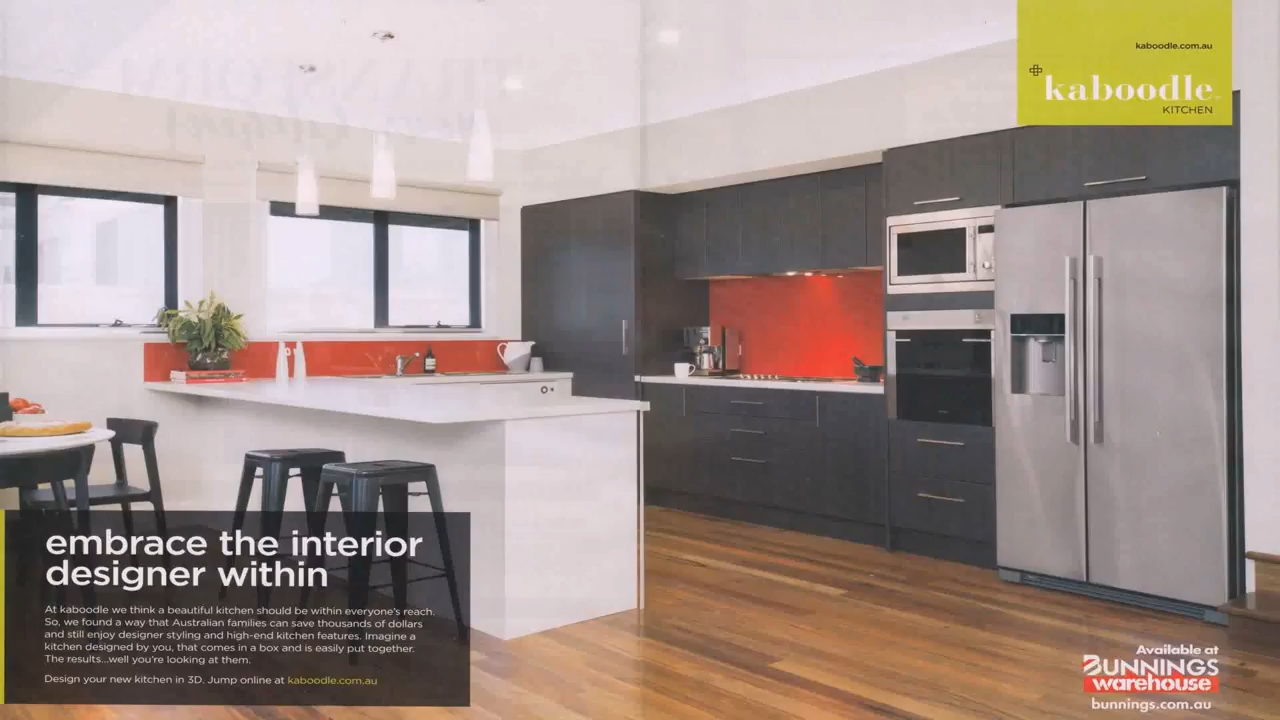 kaboodle.com.au
kaboodle
KITCHEN
embrace the interior
designer within
At kaboodle we think a beautiful kitchen should be within everyone's reach.
So, we found a way that Australian families can save thousands of dollars
and still enjoy designer styling and high-end kitchen features. Imagine a
kitchen designed by you, that comes in a box and is easily put together.
The results...well you're looking at them.
Design your new kitchen in 3D. Jump online at kaboodle.com.au
Available at
BUNNINGS
warehouse
bunnings.com.au